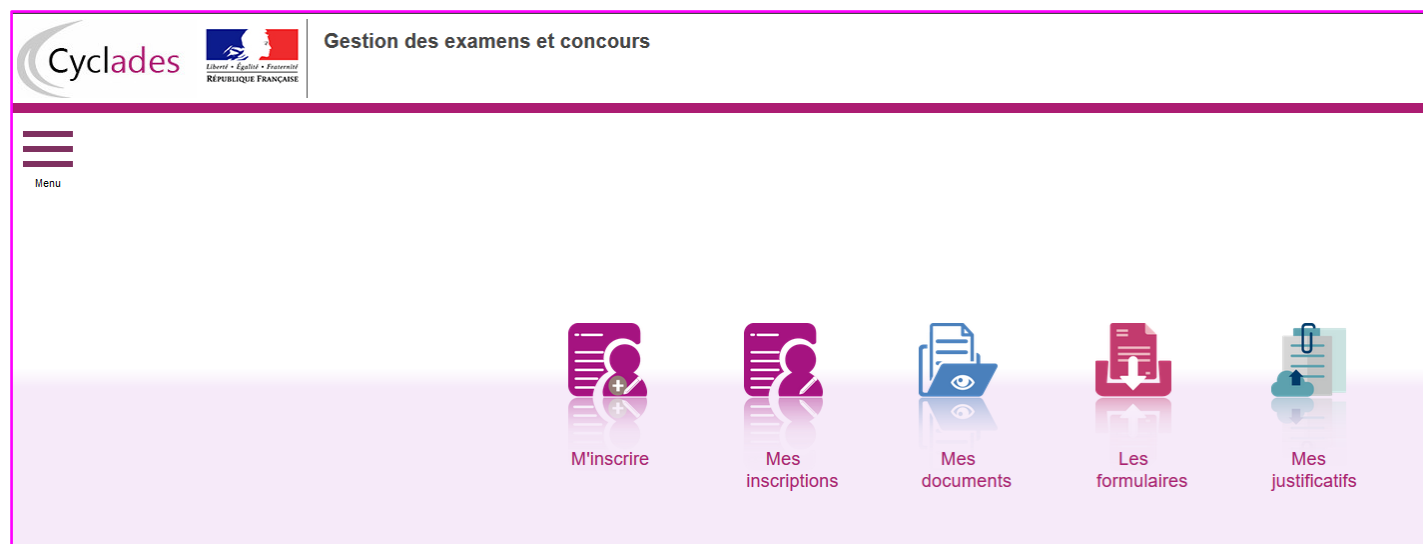 Cyclades
Liberté • Égalité • Fraternité
RÉPUBLIQUE FRANÇAISE
Gestion des examens et concours
Menu
M'inscrire
Mes
inscriptions
Mes
documents
Les
formulaires
Mes
justificatifs